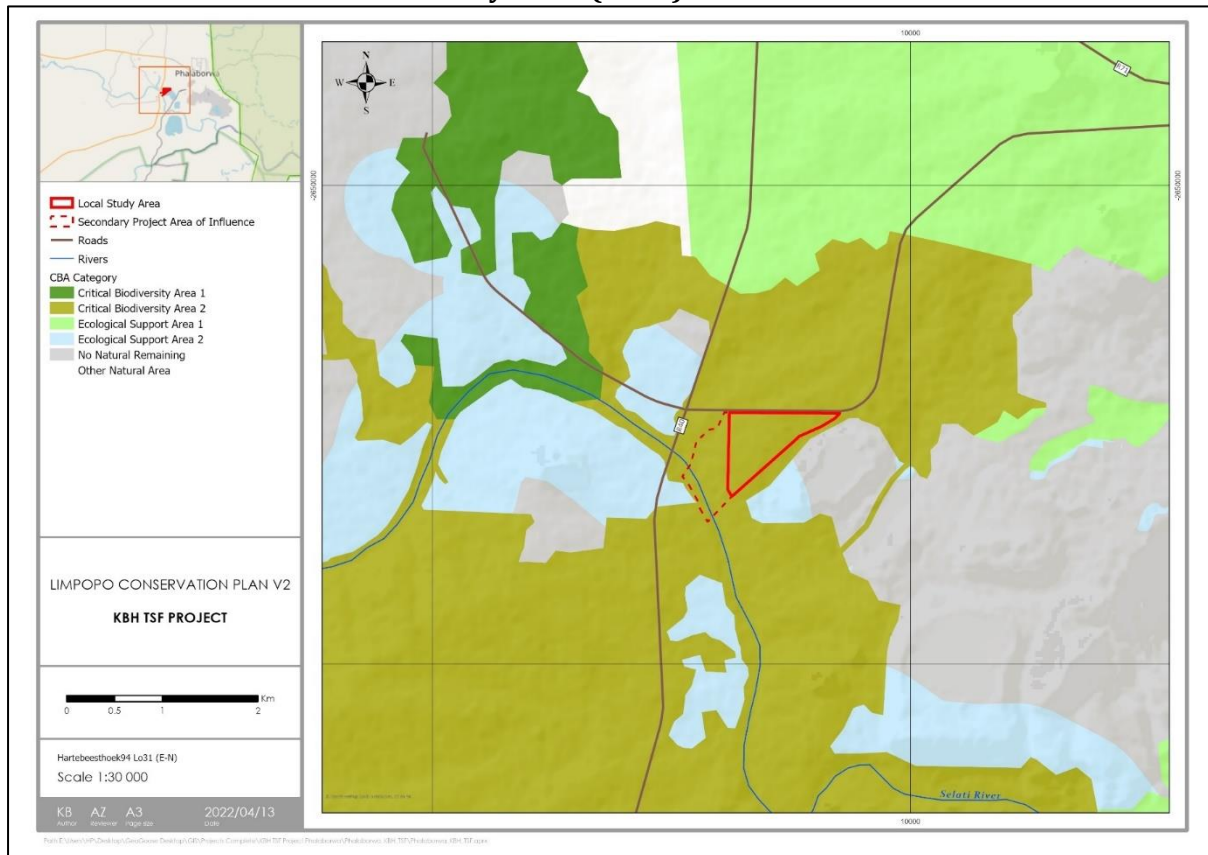 Phalaborwa
Local Study Area
Secondary Project Area of Influence
Roads
Rivers
CBA Category
Critical Biodiversity Area 1
Critical Biodiversity Area 2
Ecological Support Area 1
Ecological Support Area 2
No Natural Remaining
Other Natural Area
LIMPOPO CONSERVATION PLAN V2
KBH TSF PROJECT
Km
0 0.5 1 2
Hartebeesthoek94 Lo31 (E-N)
Scale 1:30 000
KB AZ A3 2022/04/13
Author Reviewer Page size Date
10000
N
W E
S
R71
-2650000
-2650000
R40
Selati River
10000